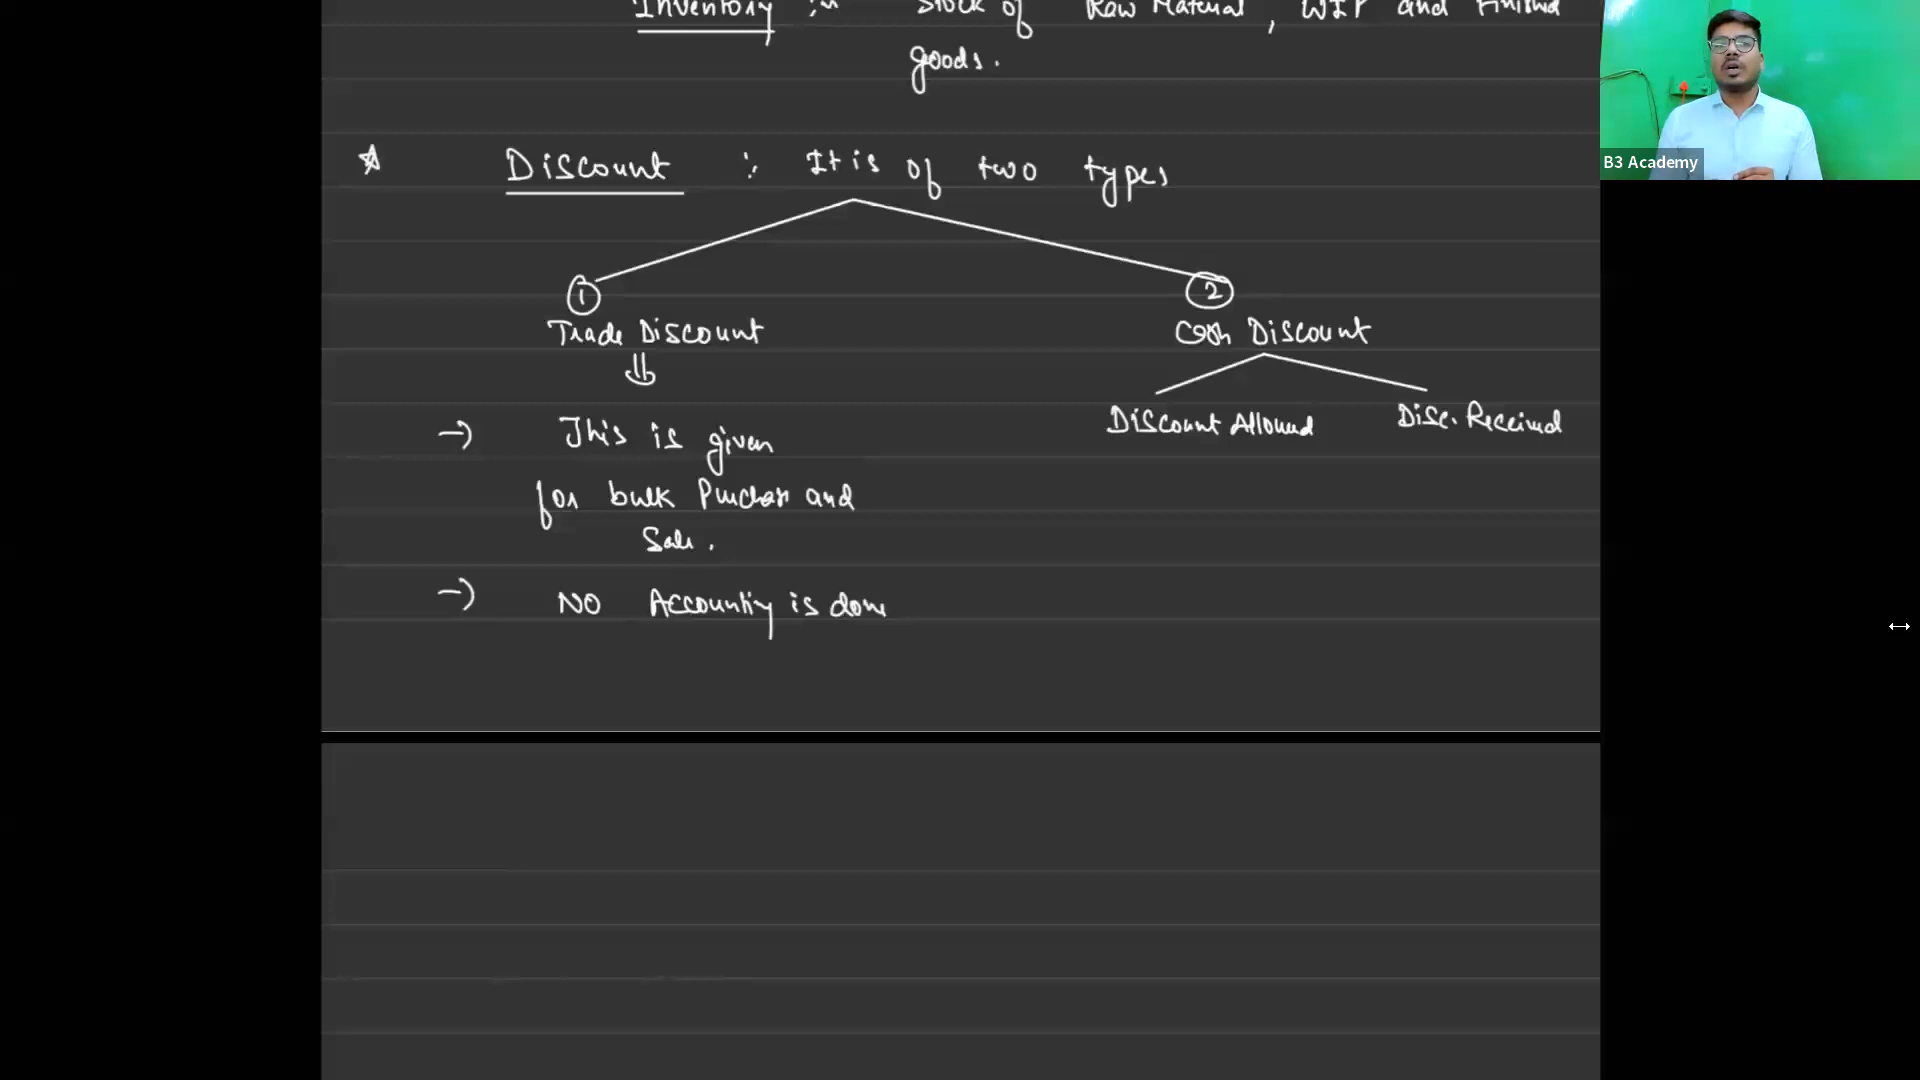 Inventory :- Stock of Raw Material, WIP and Finished
goods.
B3 Academy
☆ Discount : It is of two types
① ②
Trade Discount Cash Discount
Discount Allowed Disc. Received
→ This is given
for bulk Purchase and
Sale.
→ NO Accounting is done